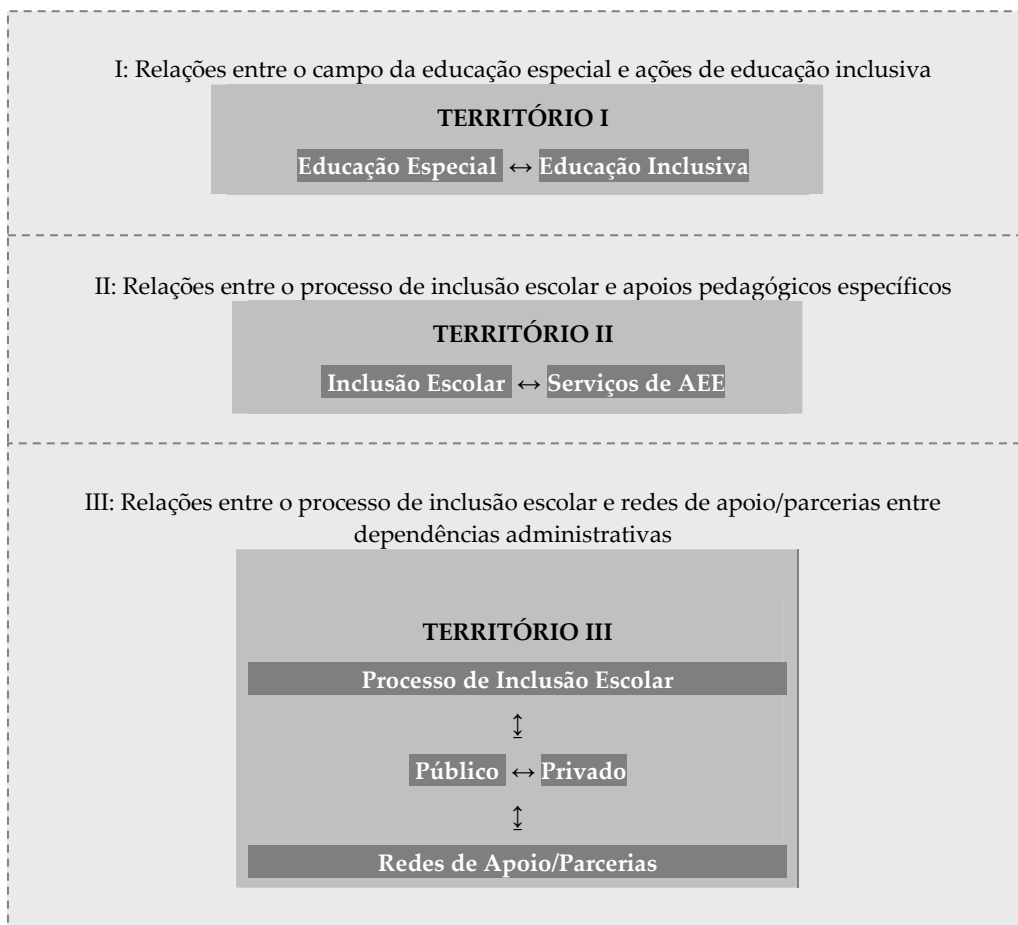 I: Relações entre o campo da educação especial e ações de educação inclusiva
TERRITÓRIO I
Educação Especial ↔ Educação Inclusiva
II: Relações entre o processo de inclusão escolar e apoios pedagógicos específicos
TERRITÓRIO II
Inclusão Escolar ↔ Serviços de AEE
III: Relações entre o processo de inclusão escolar e redes de apoio/parcerias entre
dependências administrativas
TERRITÓRIO III
Processo de Inclusão Escolar
↨
Público ↔ Privado
↨
Redes de Apoio/Parcerias